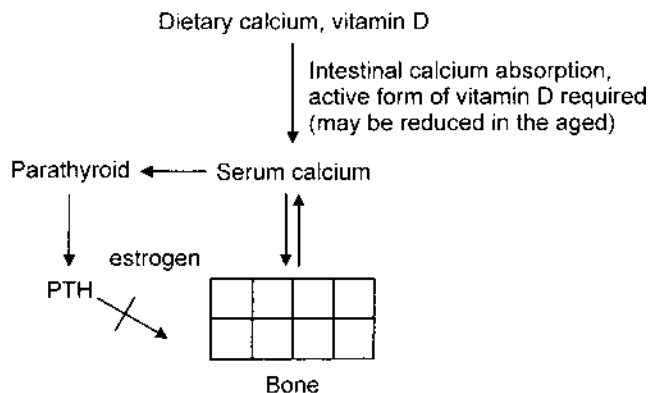 Dietary calcium, vitamin D
Intestinal calcium absorption,
active form of vitamin D required
(may be reduced in the aged)
Parathyroid
Serum calcium
estrogen
PTH
Bone